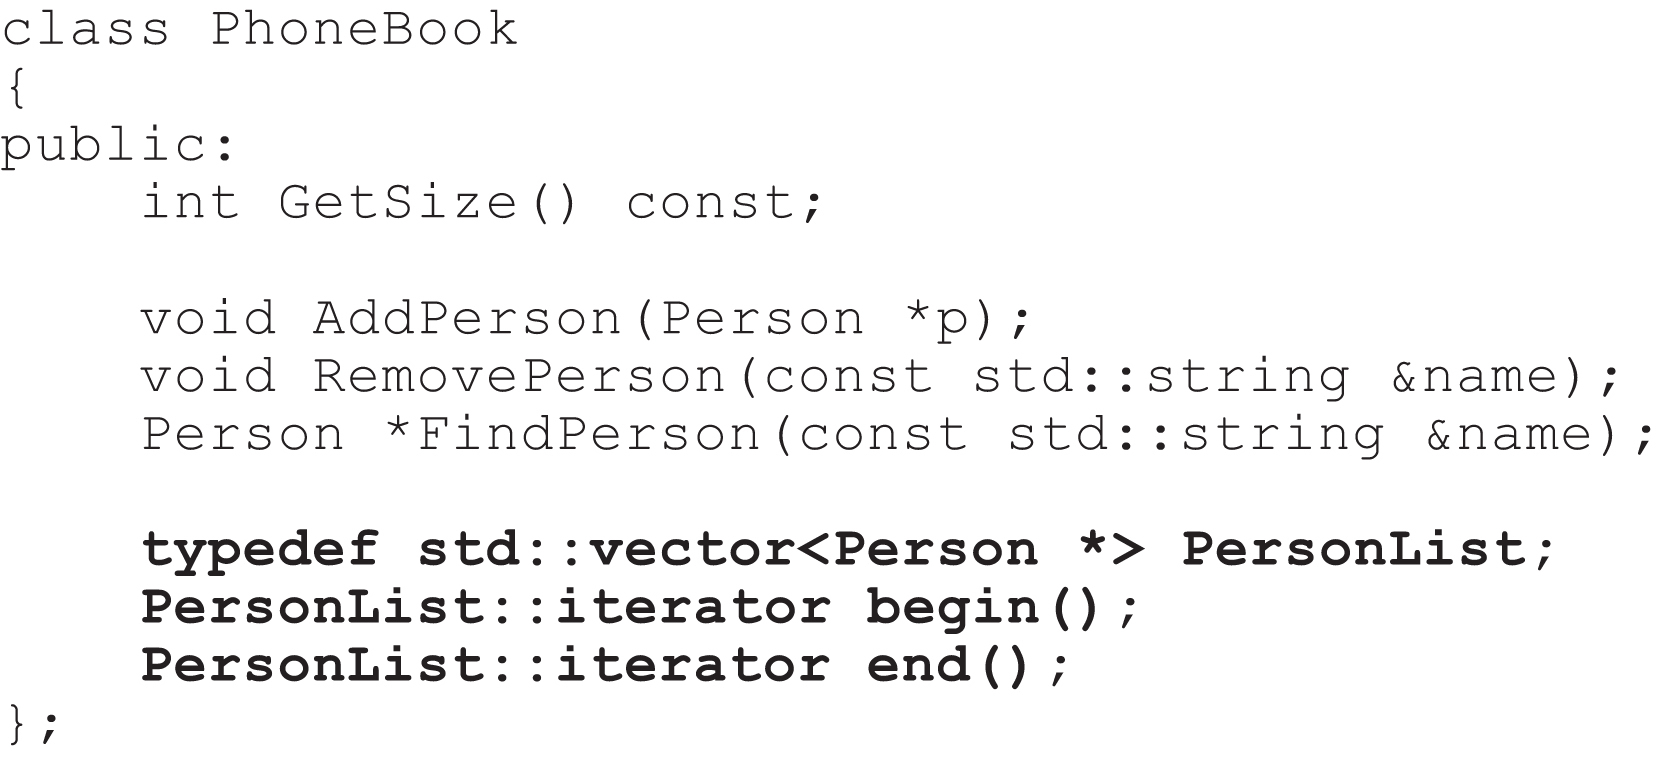 class PhoneBook
{
public:
    int GetSize() const;

    void AddPerson(Person *p);
    void RemovePerson(const std::string &name);
    Person *FindPerson(const std::string &name);

    typedef std::vector<Person *> PersonList;
    PersonList::iterator begin();
    PersonList::iterator end();
};